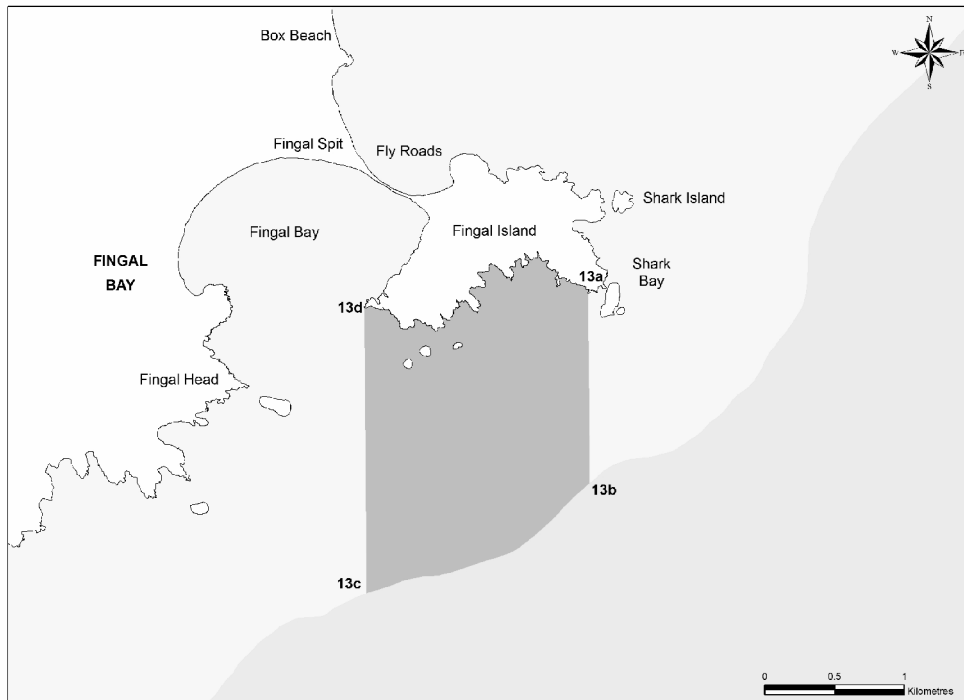 Box Beach
N
W
E
S
Fingal Spit
Fly Roads
Shark Island
Fingal Bay
Fingal Island
FINGAL
BAY
Shark
Bay
13a
13d
Fingal Head
13b
13c
0
0.5
1
Kilometres